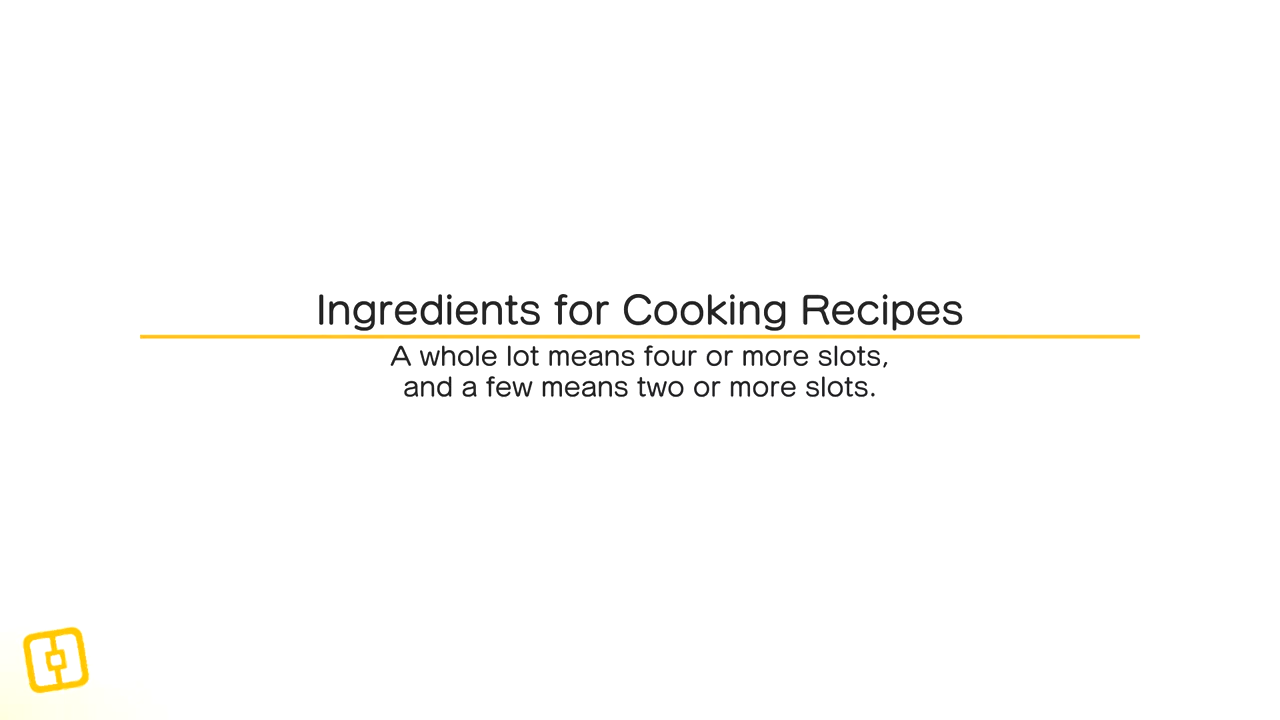 Ingredients for Cooking Recipes
A whole lot means four or more slots,
and a few means two or more slots.